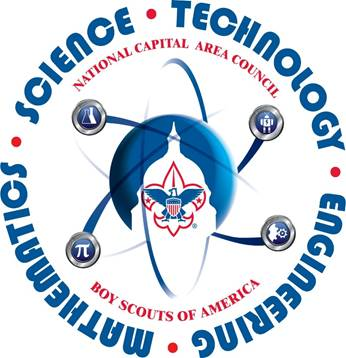 SCIENCE • TECHNOLOGY • ENGINEERING • MATHEMATICS •
NATIONAL CAPITAL AREA COUNCIL
π
BOY SCOUTS OF AMERICA